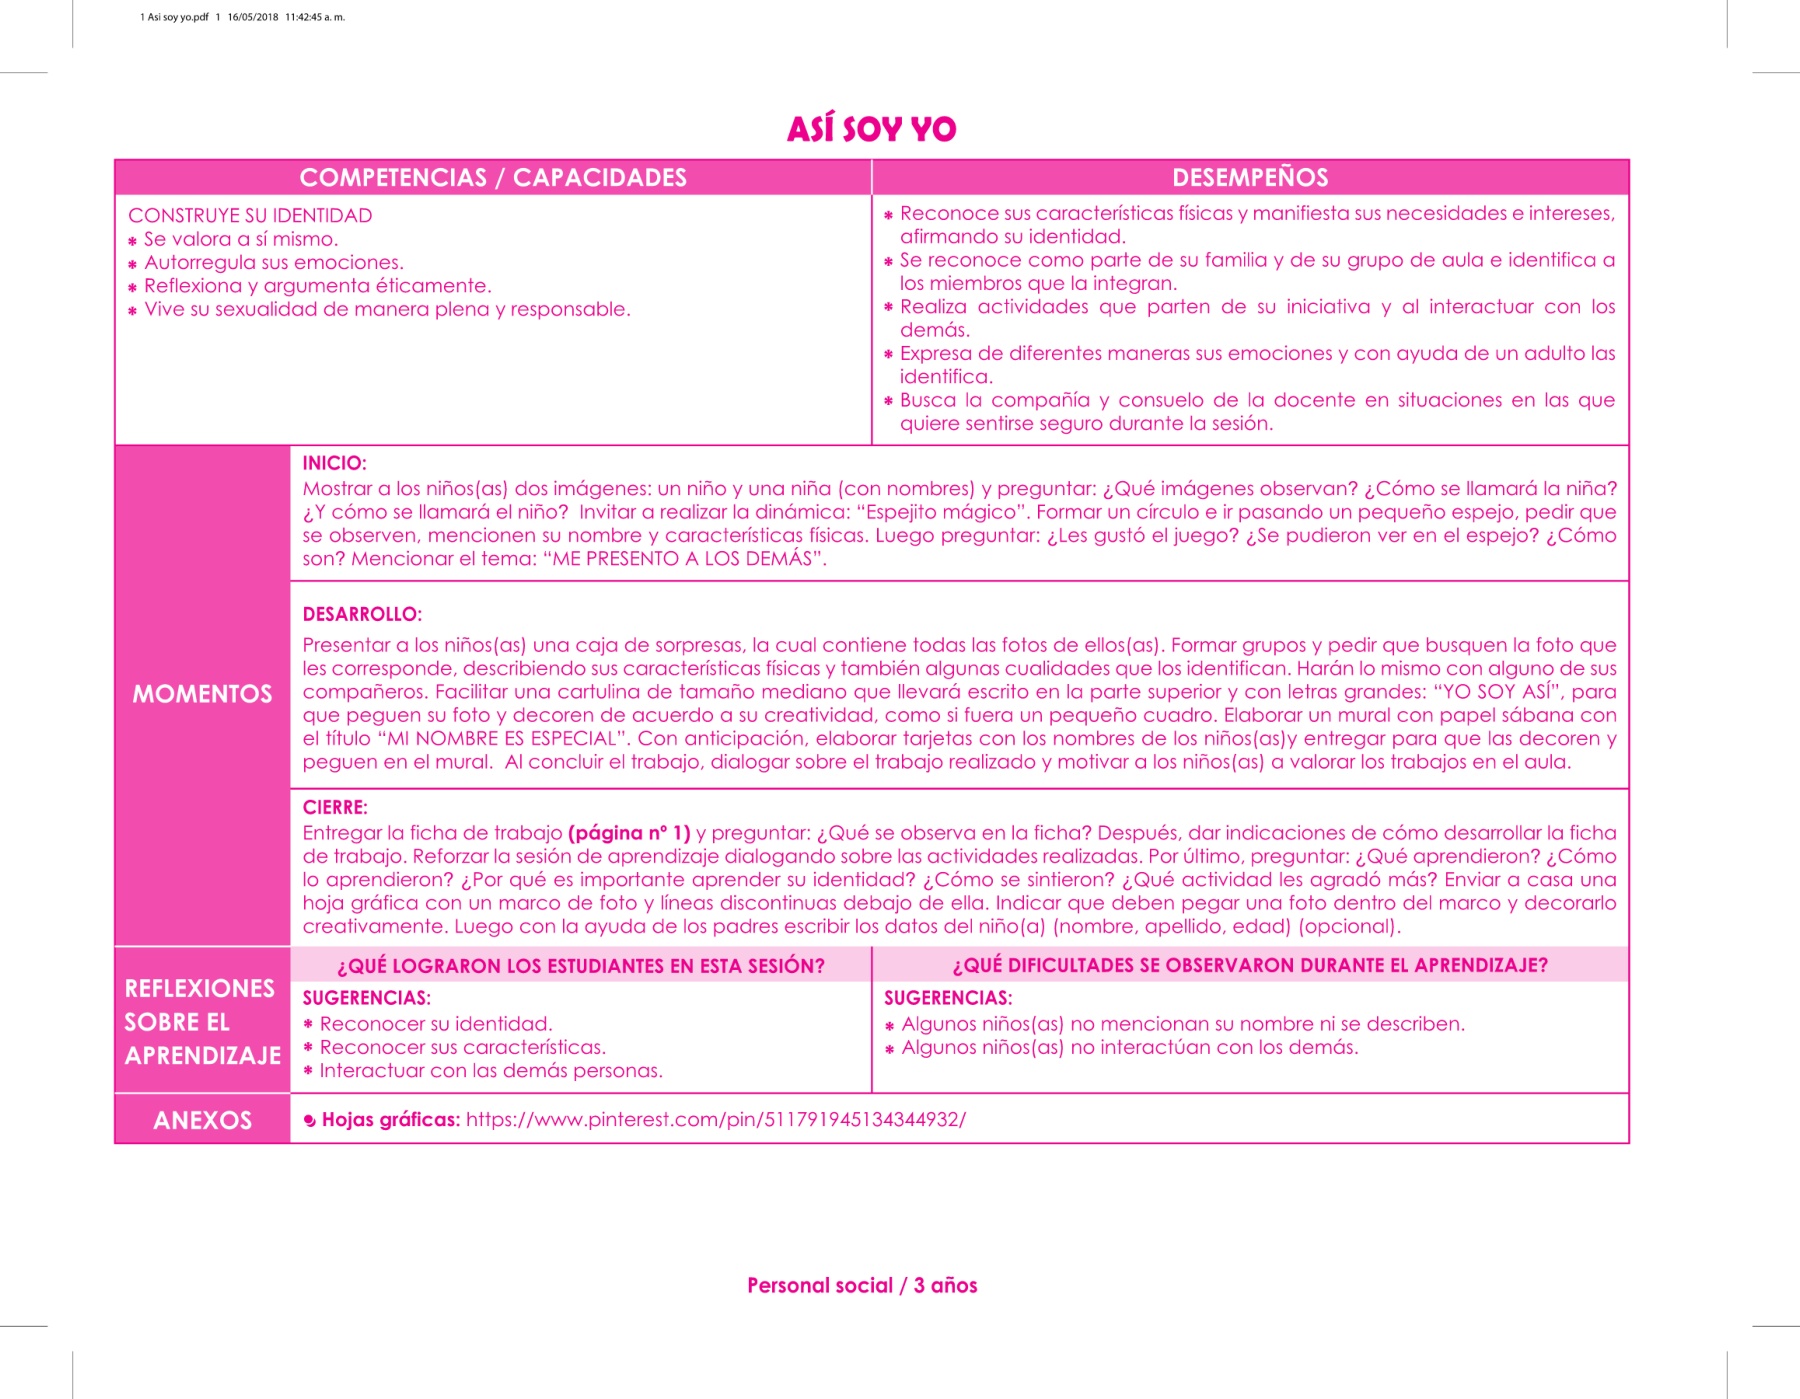 1 Asi soy yo.pdf 1 16/05/2018 11:42:45 a. m.
ASÍ SOY YO
COMPETENCIAS / CAPACIDADES
DESEMPEÑOS
CONSTRUYE SU IDENTIDAD
* Se valora a sí mismo.
* Autorregula sus emociones.
* Reflexiona y argumenta éticamente.
* Vive su sexualidad de manera plena y responsable.
* Reconoce sus características físicas y manifiesta sus necesidades e intereses,
afirmando su identidad.
* Se reconoce como parte de su familia y de su grupo de aula e identifica a
los miembros que la integran.
* Realiza actividades que parten de su iniciativa y al interactuar con los
demás.
* Expresa de diferentes maneras sus emociones y con ayuda de un adulto las
identifica.
* Busca la compañía y consuelo de la docente en situaciones en las que
quiere sentirse seguro durante la sesión.
MOMENTOS
INICIO:
Mostrar a los niños(as) dos imágenes: un niño y una niña (con nombres) y preguntar: ¿Qué imágenes observan? ¿Cómo se llamará la niña?
¿Y cómo se llamará el niño? Invitar a realizar la dinámica: “Espejito mágico”. Formar un círculo e ir pasando un pequeño espejo, pedir que
se observen, mencionen su nombre y características físicas. Luego preguntar: ¿Les gustó el juego? ¿Se pudieron ver en el espejo? ¿Cómo
son? Mencionar el tema: “ME PRESENTO A LOS DEMÁS”.
DESARROLLO:
Presentar a los niños(as) una caja de sorpresas, la cual contiene todas las fotos de ellos(as). Formar grupos y pedir que busquen la foto que
les corresponde, describiendo sus características físicas y también algunas cualidades que los identifican. Harán lo mismo con alguno de sus
compañeros. Facilitar una cartulina de tamaño mediano que llevará escrito en la parte superior y con letras grandes: “YO SOY ASÍ”, para
que peguen su foto y decoren de acuerdo a su creatividad, como si fuera un pequeño cuadro. Elaborar un mural con papel sábana con
el título “MI NOMBRE ES ESPECIAL”. Con anticipación, elaborar tarjetas con los nombres de los niños(as)y entregar para que las decoren y
peguen en el mural. Al concluir el trabajo, dialogar sobre el trabajo realizado y motivar a los niños(as) a valorar los trabajos en el aula.
CIERRE:
Entregar la ficha de trabajo (página nº 1) y preguntar: ¿Qué se observa en la ficha? Después, dar indicaciones de cómo desarrollar la ficha
de trabajo. Reforzar la sesión de aprendizaje dialogando sobre las actividades realizadas. Por último, preguntar: ¿Qué aprendieron? ¿Cómo
lo aprendieron? ¿Por qué es importante aprender su identidad? ¿Cómo se sintieron? ¿Qué actividad les agradó más? Enviar a casa una
hoja gráfica con un marco de foto y líneas discontinuas debajo de ella. Indicar que deben pegar una foto dentro del marco y decorarlo
creativamente. Luego con la ayuda de los padres escribir los datos del niño(a) (nombre, apellido, edad) (opcional).
REFLEXIONES
SOBRE EL
APRENDIZAJE
¿QUÉ LOGRARON LOS ESTUDIANTES EN ESTA SESIÓN?
SUGERENCIAS:
* Reconocer su identidad.
* Reconocer sus características.
* Interactuar con las demás personas.
¿QUÉ DIFICULTADES SE OBSERVARON DURANTE EL APRENDIZAJE?
SUGERENCIAS:
* Algunos niños(as) no mencionan su nombre ni se describen.
* Algunos niños(as) no interactúan con los demás.
ANEXOS
Hojas gráficas: https://www.pinterest.com/pin/511791945134344932/
Personal social / 3 años